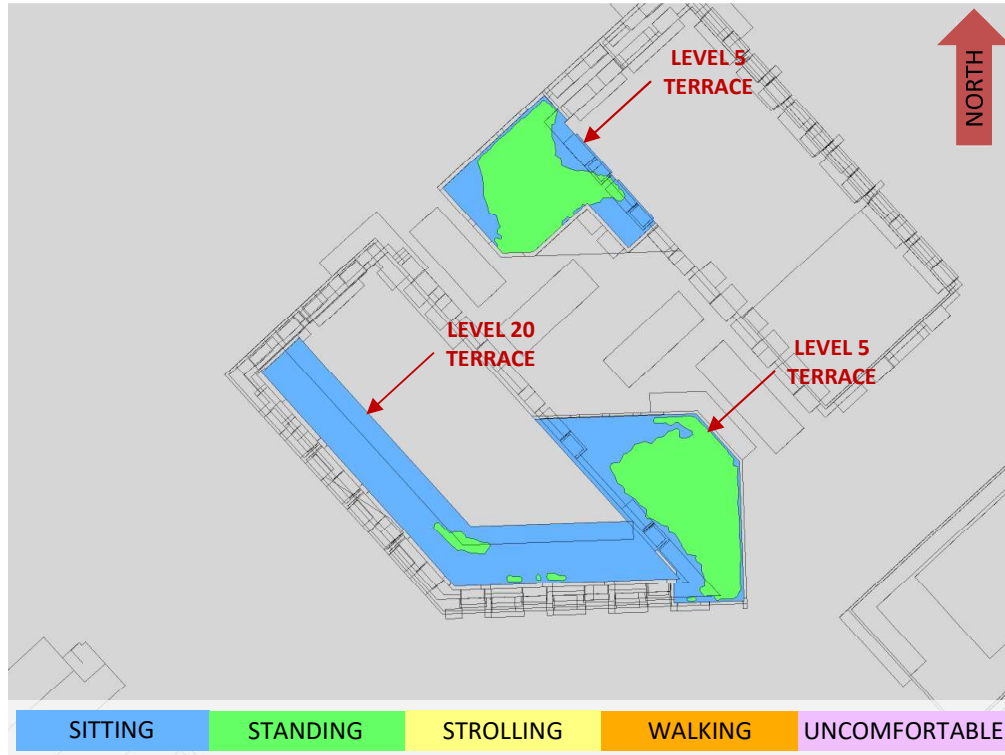 LEVEL 5
TERRACE
NORTH
LEVEL 20
TERRACE
LEVEL 5
TERRACE
SITTING
STANDING
STROLLING
WALKING
UNCOMFORTABLE